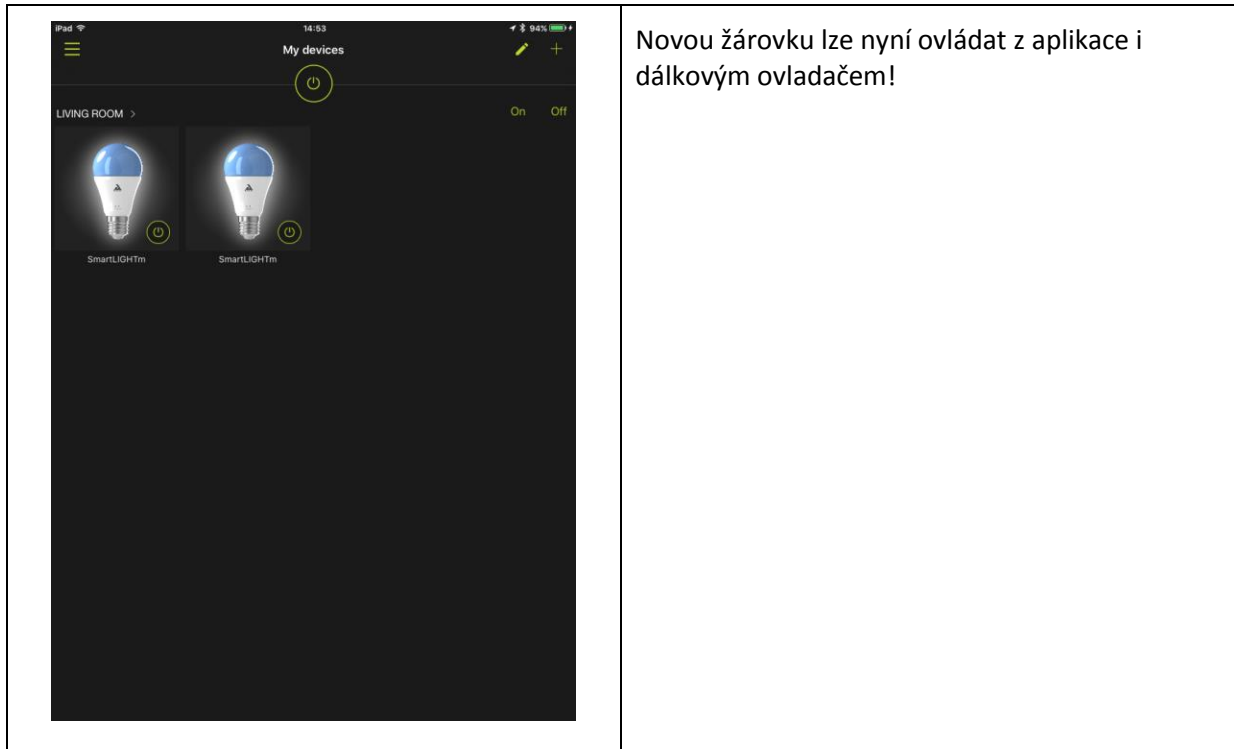 iPad 14:53 94%
My devices
LIVING ROOM > On Off
SmartLIGHTm SmartLIGHTm
Novou žárovku lze nyní ovládat z aplikace i
dálkovým ovladačem!